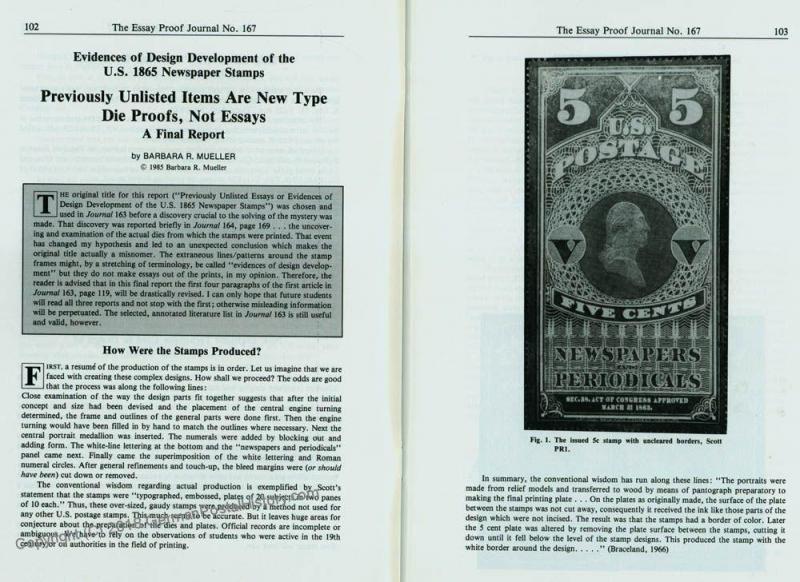 102
The Essay Proof Journal No. 167
Evidences of Design Development of the
U.S. 1865 Newspaper Stamps
Previously Unlisted Items Are New Type
Die Proofs, Not Essays
A Final Report
by BARBARA R. MUELLER
© 1985 Barbara R. Mueller
THE original title for this report ("Previously Unlisted Essays or Evidences of
Design Development of the U.S. 1865 Newspaper Stamps") was chosen and
used in Journal 163 before a discovery crucial to the solving of the mystery was
made. That discovery was reported briefly in Journal 164, page 169 . . . the uncover-
ing and examination of the actual dies from which the stamps were printed. That event
has changed my hypothesis and led to an unexpected conclusion which makes the
original title actually a misnomer. The extraneous lines/patterns around the stamp
frames might, by a stretching of terminology, be called "evidences of design develop-
ment" but they do not make essays out of the prints, in my opinion. Therefore, the
reader is advised that in this final report the first four paragraphs of the first article in
Journal 163, page 119, will be drastically revised. I can only hope that future students
will read all three reports and not stop with the first; otherwise misleading information
will be perpetuated. The selected, annotated literature list in Journal 163 is still useful
and valid, however.
How Were the Stamps Produced?
FIRST, a resumé of the production of the stamps is in order. Let us imagine that we are
faced with creating these complex designs. How shall we proceed? The odds are good
that the process was along the following lines:
Close examination of the way the design parts fit together suggests that after the initial
concept and size had been devised and the placement of the central engine turning
determined, the frame and outlines of the general parts were done first. Then the engine
turning would have been filled in by hand to match the outlines where necessary. Next the
central portrait medallion was inserted. The numerals were added by blocking out and
adding form. The white-line lettering at the bottom and the "newspapers and periodicals"
panel came next. Finally came the superimposition of the white lettering and Roman
numeral circles. After general refinements and touch-up, the bleed margins were (or should
have been) cut down or removed.
The conventional wisdom regarding actual production is exemplified by Scott's
statement that the stamps were "typographed, embossed, plates of 20 subjects in two panes
of 10 each." Thus, these over-sized, gaudy stamps were produced by a method not used for
any other U.S. postage stamps. This much seems to be accurate. But it leaves huge areas for
conjecture about the preparation of the dies and plates. Official records are incomplete or
ambiguous. We have to rely on the observations of students who were active in the 19th
century or on authorities in the field of printing.
The Essay Proof Journal No. 167
103
5 5
U.S.
POSTAGE
V V
FIVE CENTS
NEWSPAPERS
AND
PERIODICALS
SEC. 38, ACT OF CONGRESS APPROVED
MARCH 3, 1863.
Fig. 1. The issued 5c stamp with uncleared borders, Scott
PR1.
In summary, the conventional wisdom has run along these lines: "The portraits were
made from relief models and transferred to wood by means of pantograph preparatory to
making the final printing plate . . . On the plates as originally made, the surface of the plate
between the stamps was not cut away, consequently it received the ink like those parts of the
design which were not incised. The result was that the stamps had a border of color. Later
the 5 cent plate was altered by removing the plate surface between the stamps, cutting it
down until it fell below the level of the stamp designs. This produced the stamp with the
white border around the design. . . . ." (Braceland, 1966)